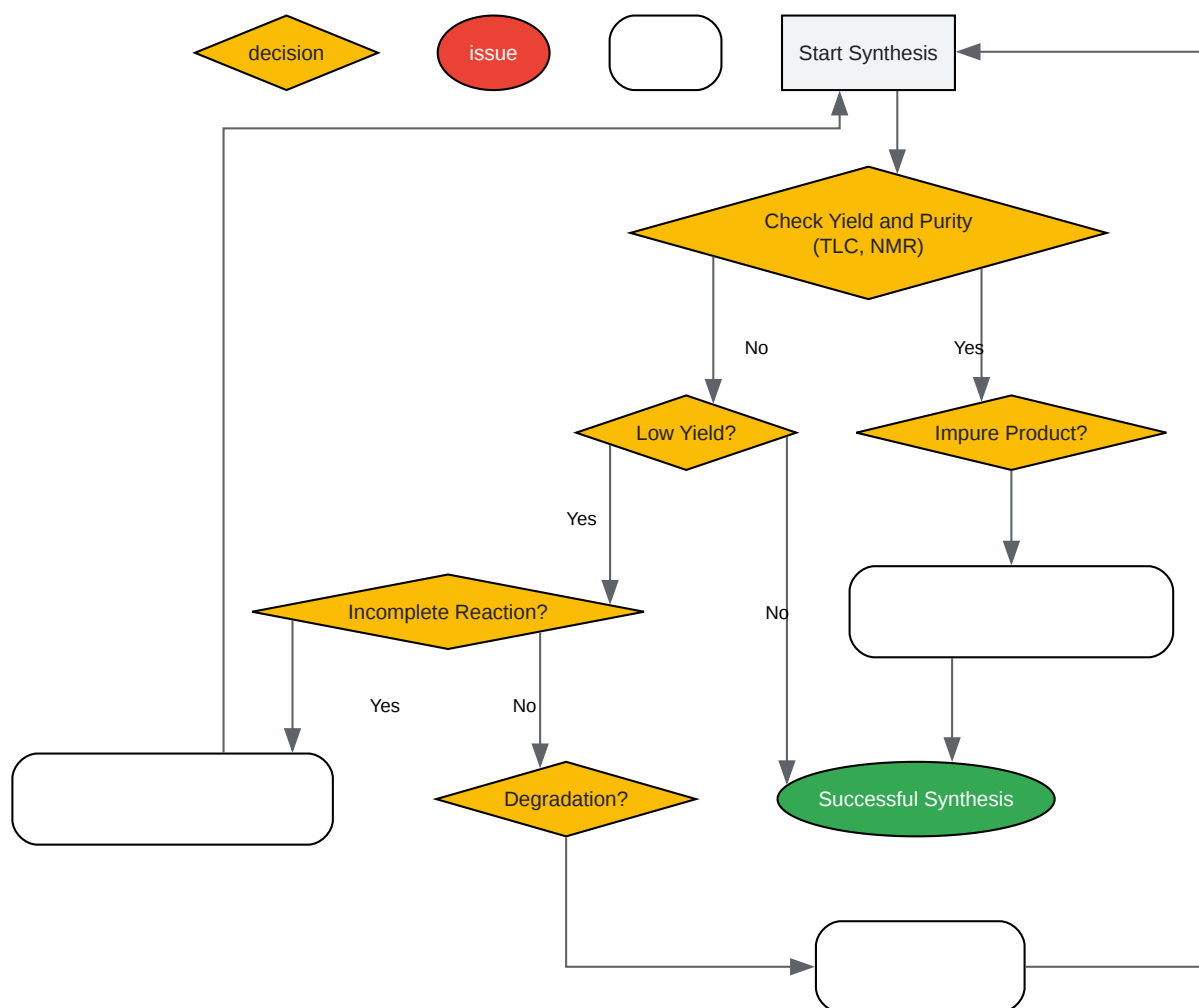 decision
issue
Start Synthesis
Check Yield and Purity
(TLC, NMR)
No
Yes
Low Yield?
Impure Product?
Yes
Incomplete Reaction?
No
Yes
No
Degradation?
Successful Synthesis